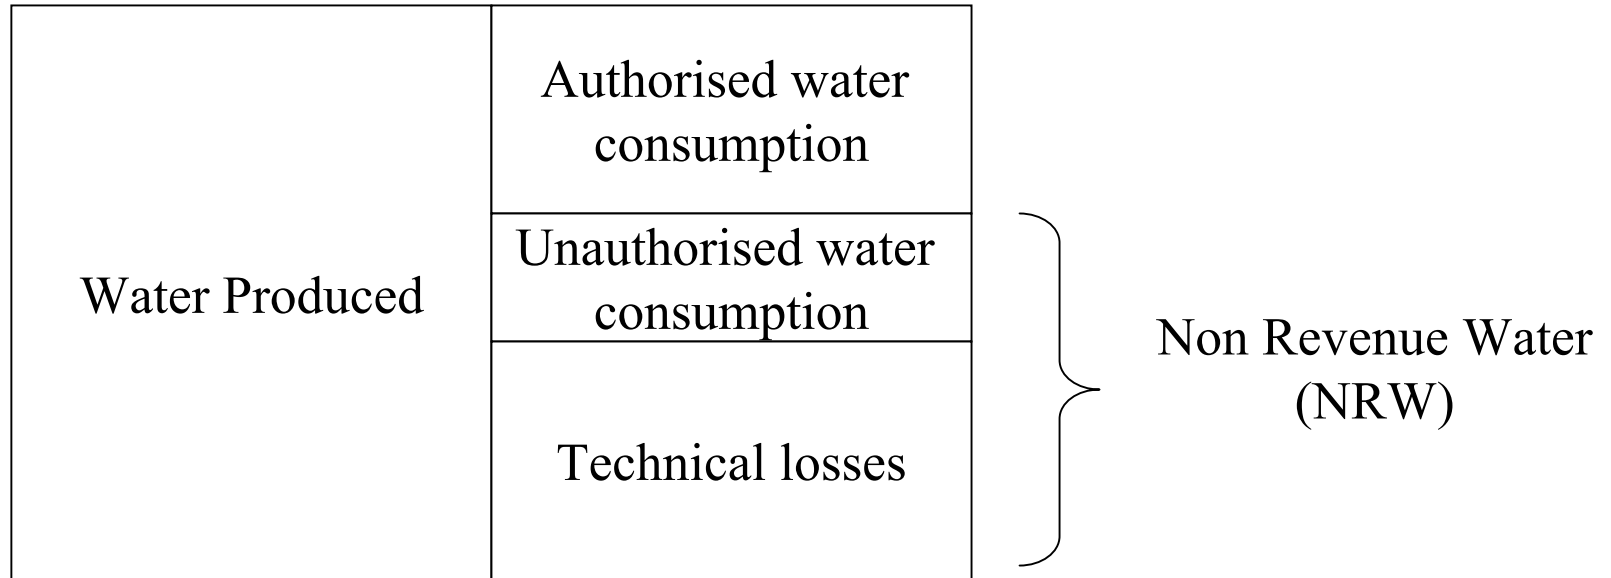 Authorised water
consumption
Unauthorised water
consumption
Water Produced
Non Revenue Water
(NRW)
Technical losses